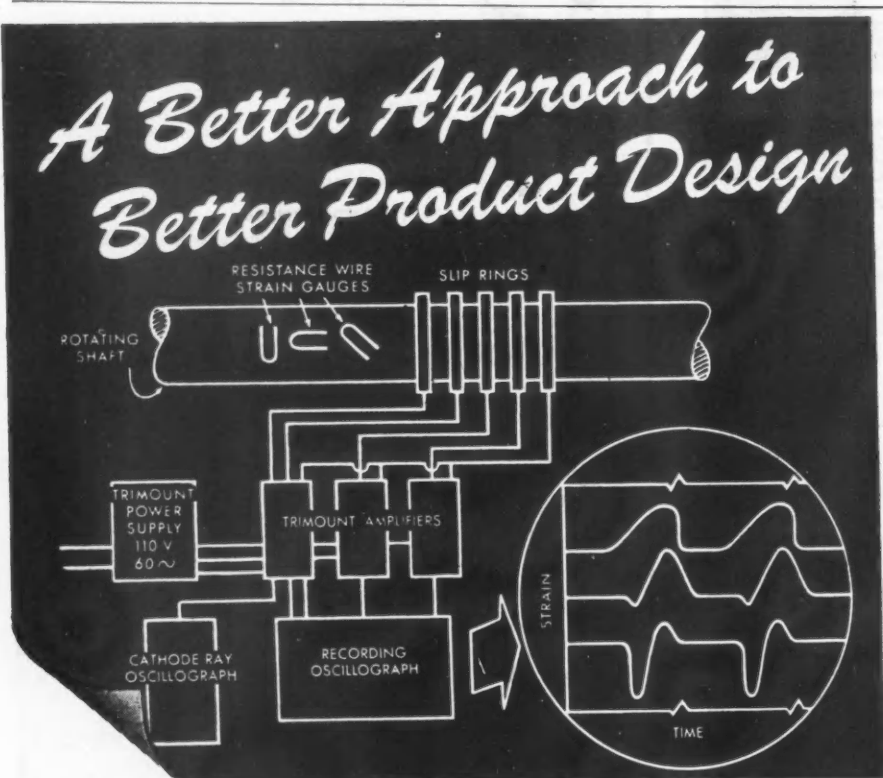 A Better Approach to
Better Product Design
RESISTANCE WIRE
STRAIN GAUGES
SLIP RINGS
ROTATING
SHAFT
TRIMOUNT
POWER
SUPPLY
110 V
60 ~
TRIMOUNT AMPLIFIERS
CATHODE RAY
OSCILLOGRAPH
RECORDING
OSCILLOGRAPH
STRAIN
TIME